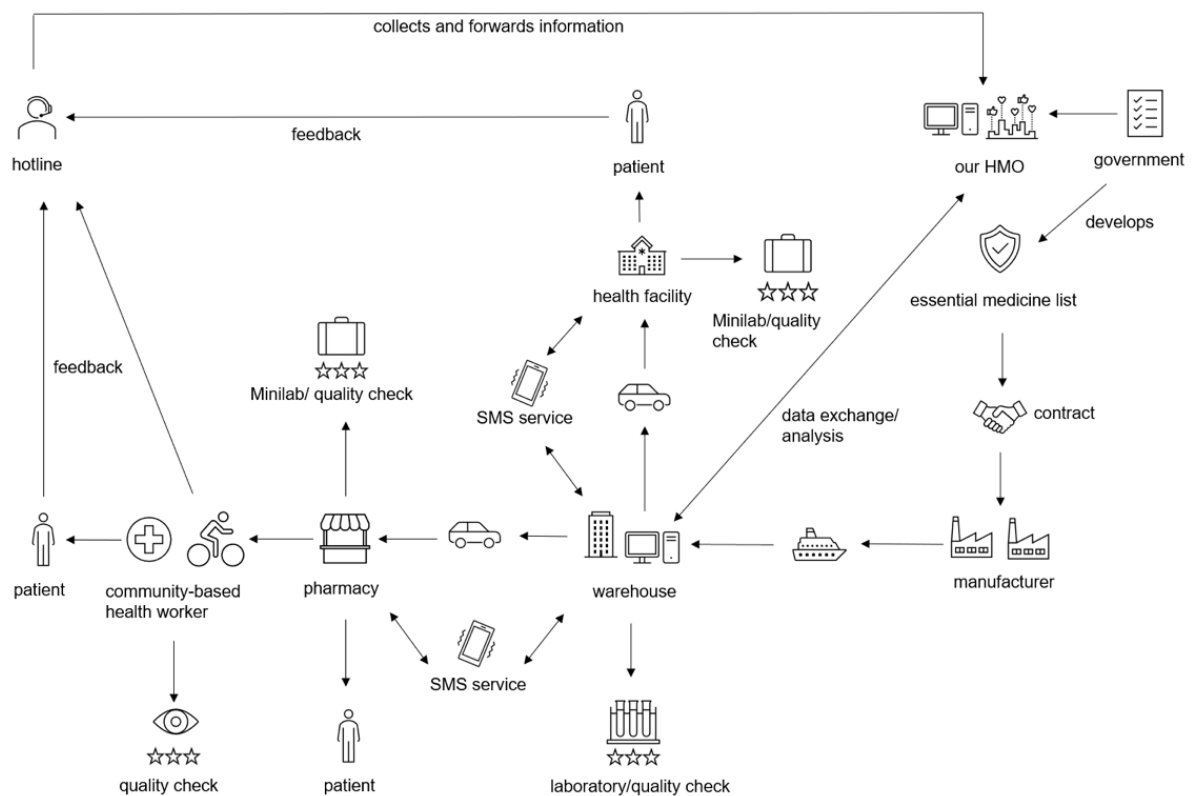 collects and forwards information
feedback
hotline
patient
our HMO
government
develops
health facility
essential medicine list
Minilab/quality
check
feedback
Minilab/ quality check
SMS service
data exchange/
analysis
contract
patient
community-based
health worker
pharmacy
warehouse
manufacturer
SMS service
quality check
patient
laboratory/quality check